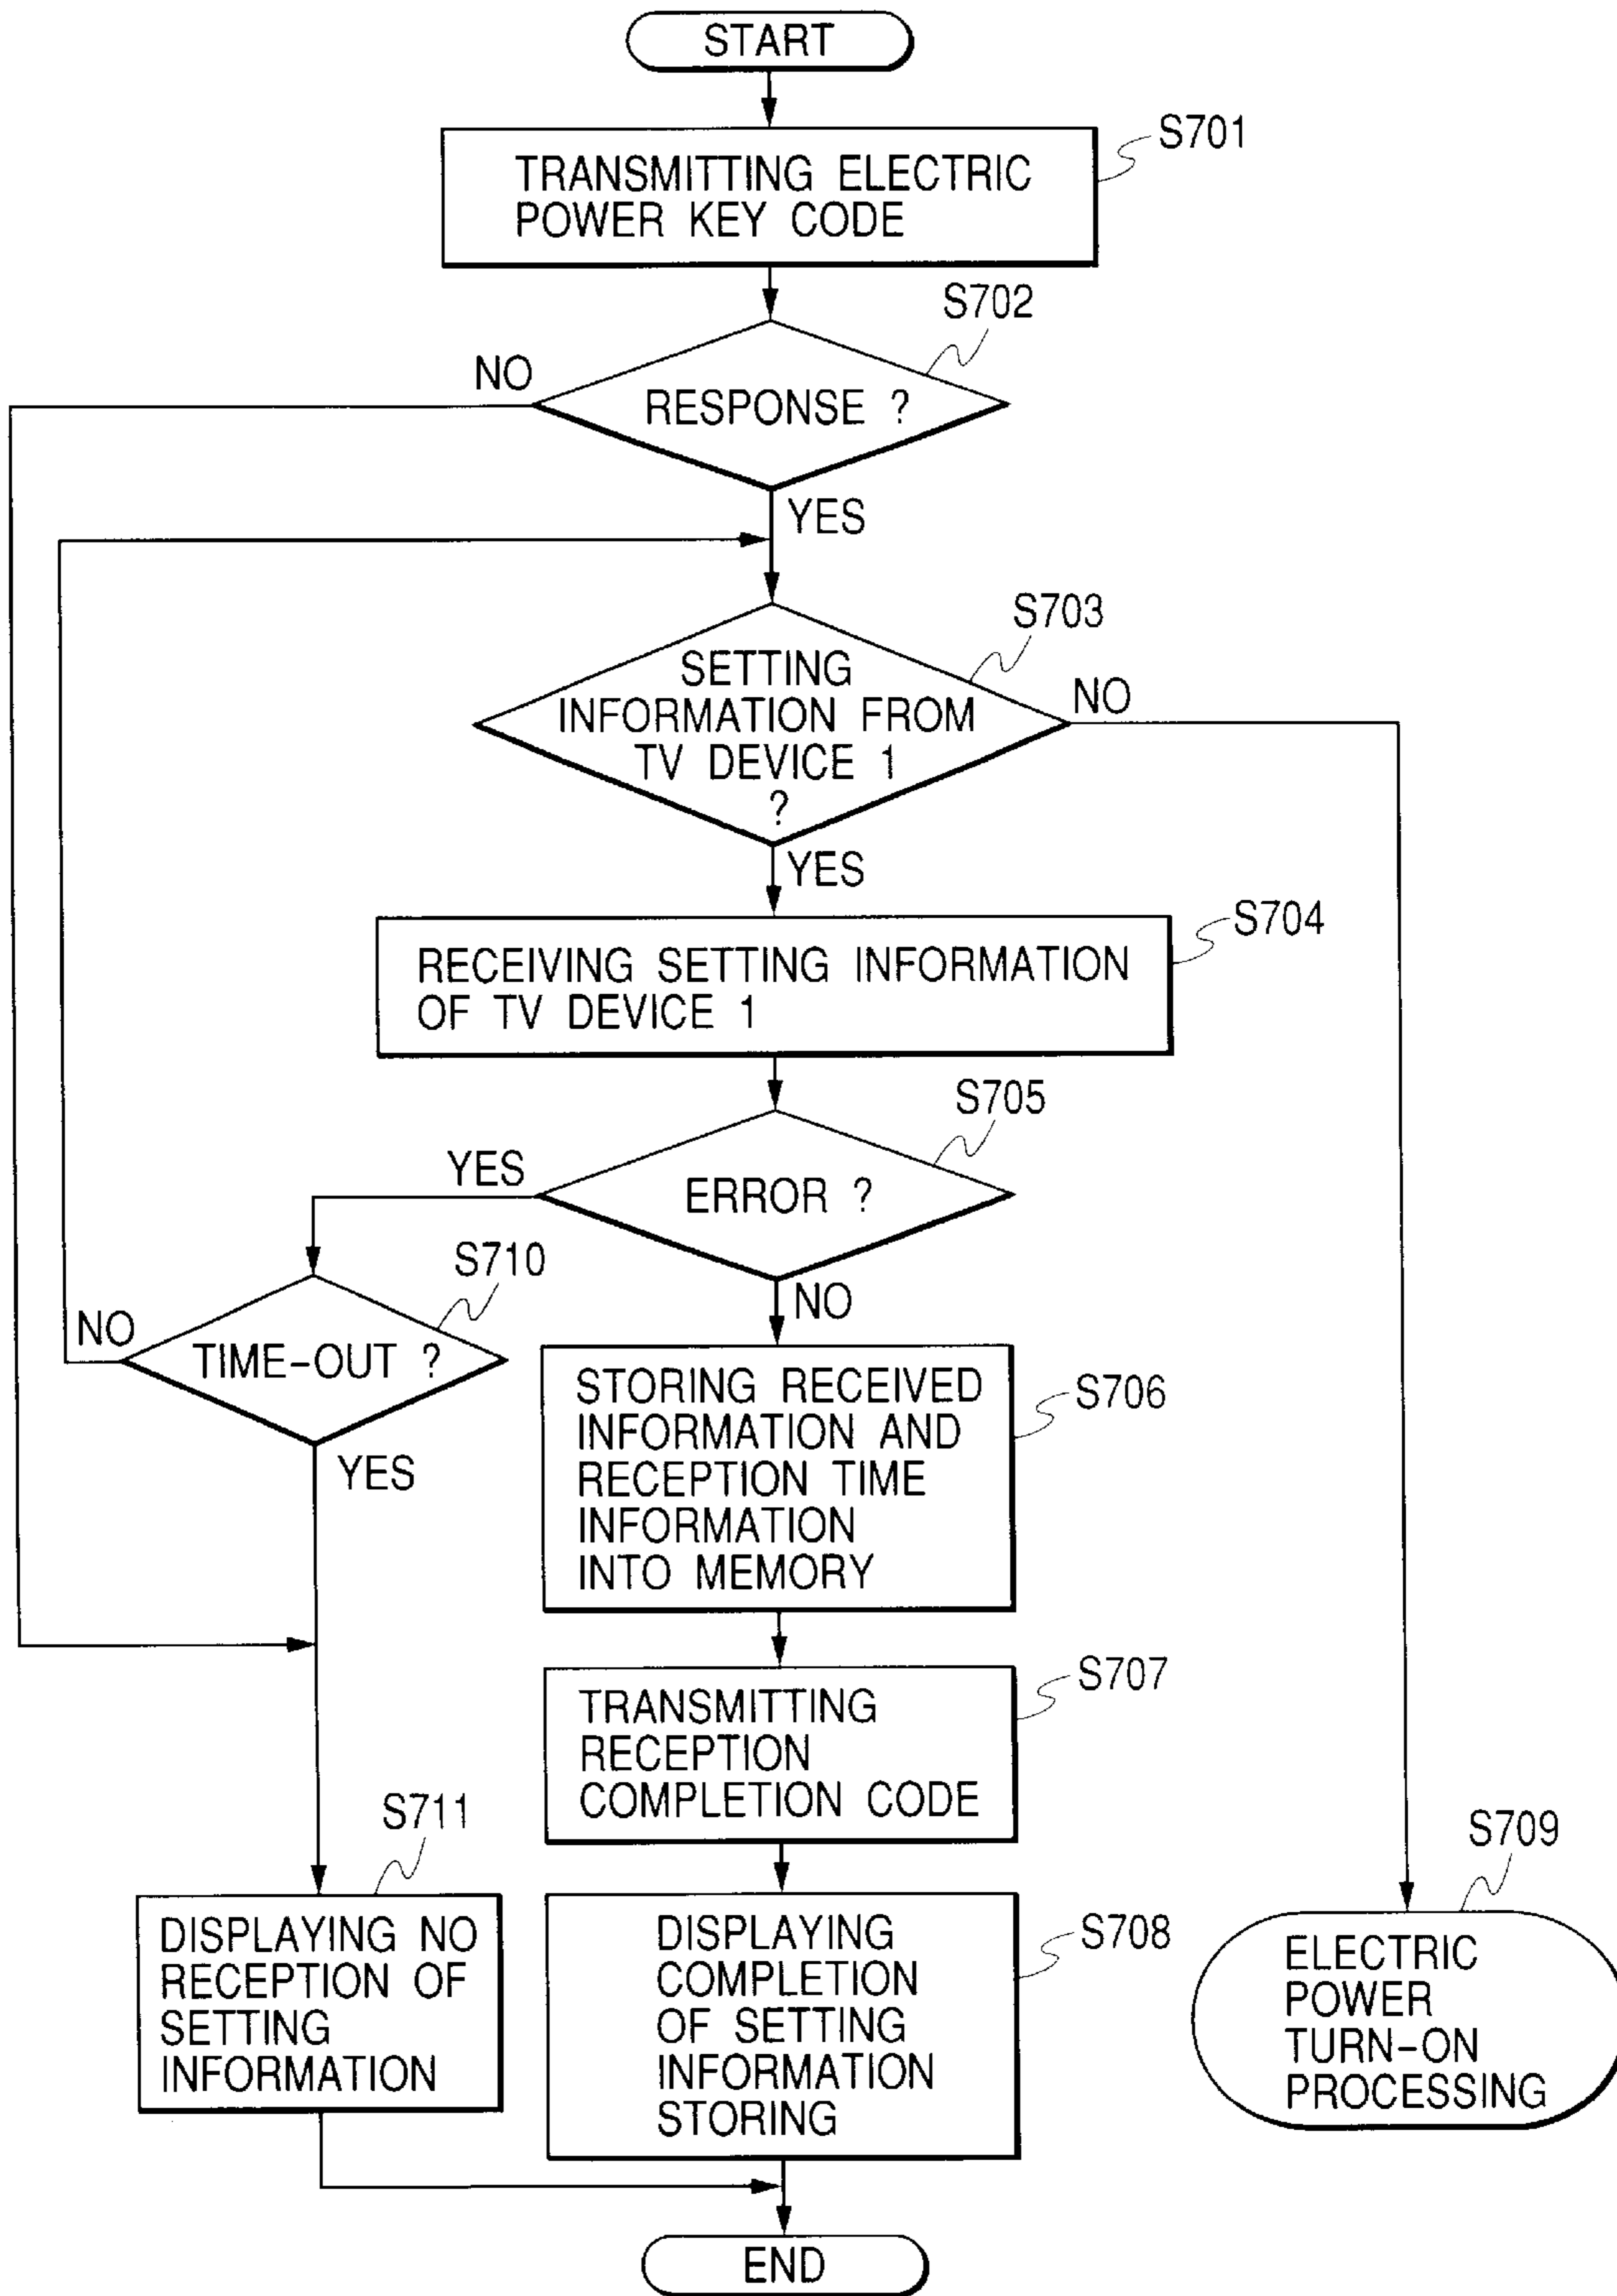 START
TRANSMITTING ELECTRIC
POWER KEY CODE
S701
S702
RESPONSE ?
NO
YES
S703
SETTING
INFORMATION FROM
TV DEVICE 1
?
NO
YES
S704
RECEIVING SETTING INFORMATION
OF TV DEVICE 1
S705
ERROR ?
YES
NO
S710
TIME-OUT ?
NO
YES
S706
STORING RECEIVED
INFORMATION AND
RECEPTION TIME
INFORMATION
INTO MEMORY
S707
TRANSMITTING
RECEPTION
COMPLETION CODE
S711
DISPLAYING NO
RECEPTION OF
SETTING
INFORMATION
S708
DISPLAYING
COMPLETION
OF SETTING
INFORMATION
STORING
S709
ELECTRIC
POWER
TURN-ON
PROCESSING
END